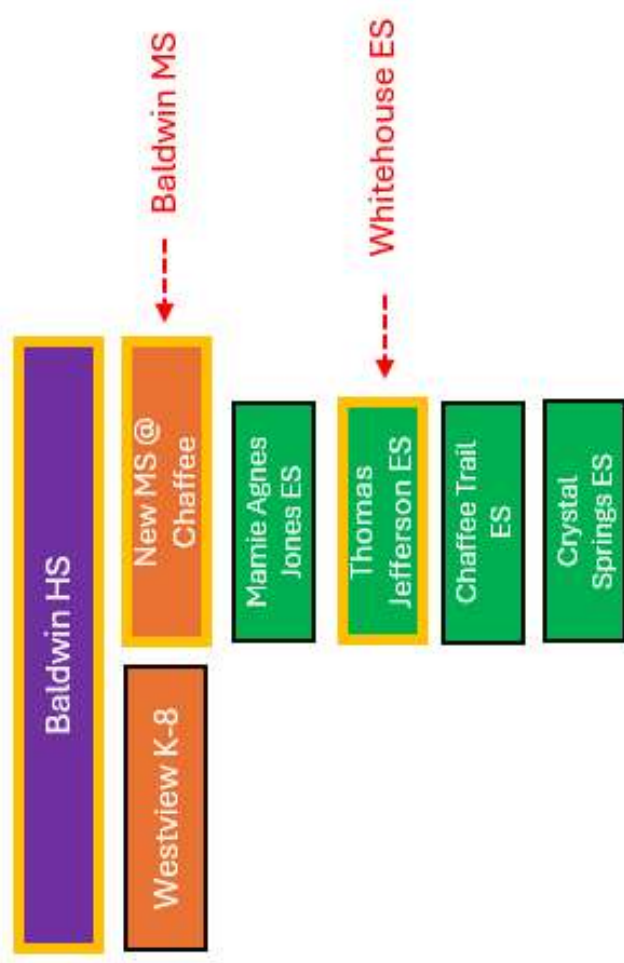 Baldwin HS
Westview K-8
New MS @
Chaffee
Baldwin MS
Mamie Agnes
Jones ES
Thomas
Jefferson ES
Whitehouse ES
Chaffee Trail
ES
Crystal
Springs ES